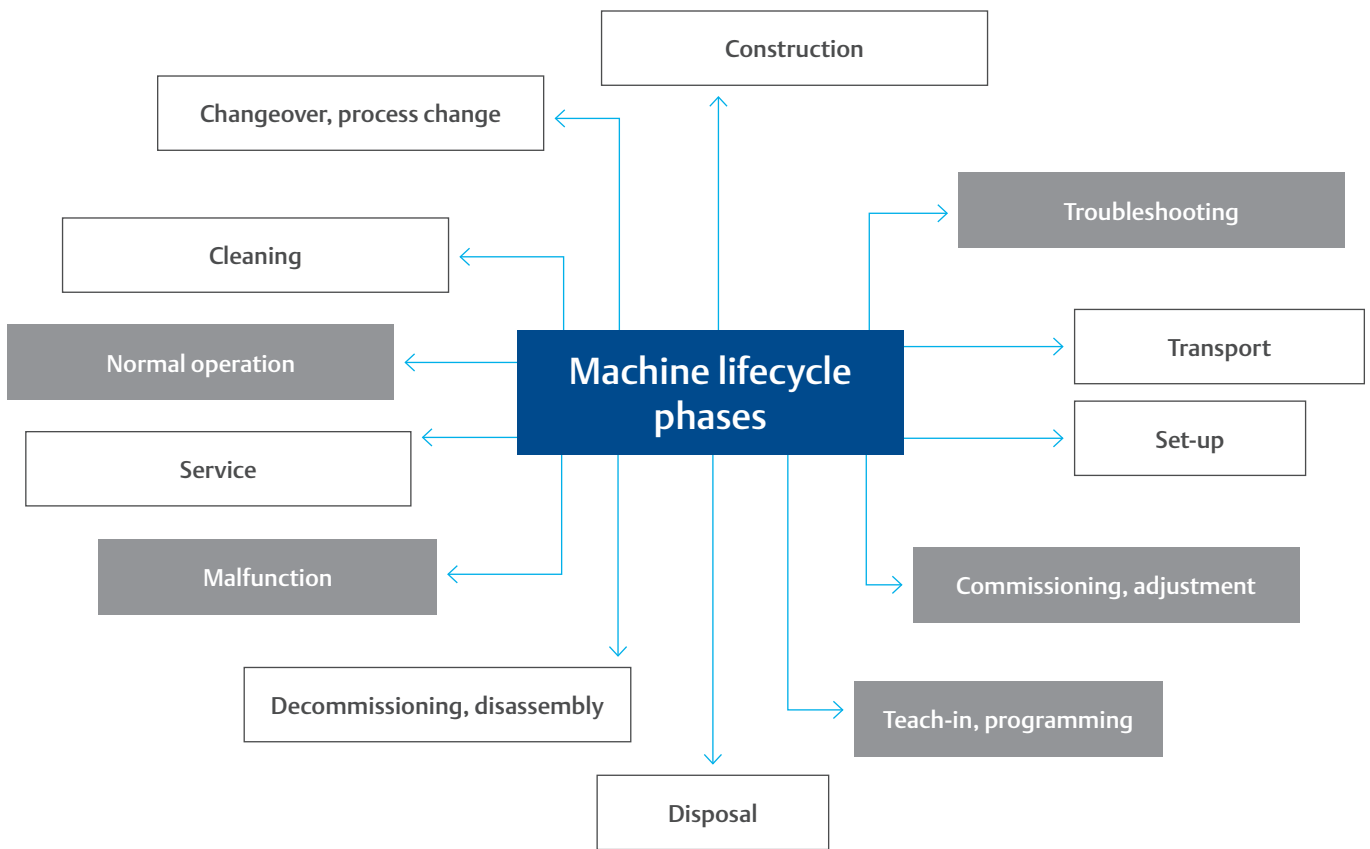 Construction
Changeover, process change
Troubleshooting
Cleaning
Transport
Normal operation
Machine lifecycle
phases
Set-up
Service
Malfunction
Commissioning, adjustment
Decommissioning, disassembly
Teach-in, programming
Disposal